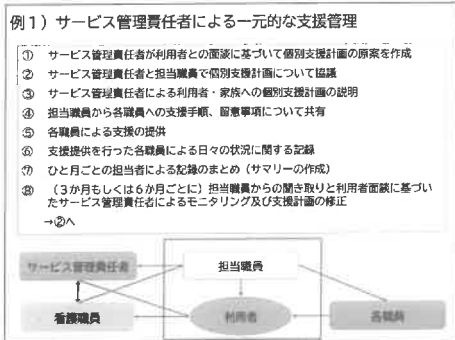 例1）サービス管理責任者による一元的な支援管理
① サービス管理責任者が利用者との面談に基づいて個別支援計画の原案を作成
② サービス管理責任者と担当職員で個別支援計画について協議
③ サービス管理責任者による利用者・家族への個別支援計画の説明
④ 担当職員から各職員への支援手順、留意事項について共有
⑤ 各職員による支援の提供
⑥ 支援提供を行った各職員による日々の状況に関する記録
⑦ ひと月ごとの担当者による記録のまとめ（サマリーの作成）
⑧ （3か月もしくは6か月ごとに）担当職員からの聞き取りと利用者面談に基づい
たサービス管理責任者によるモニタリング及び支援計画の修正
→②へ
サービス管理責任者
担当職員
看護職員
利用者
各職員